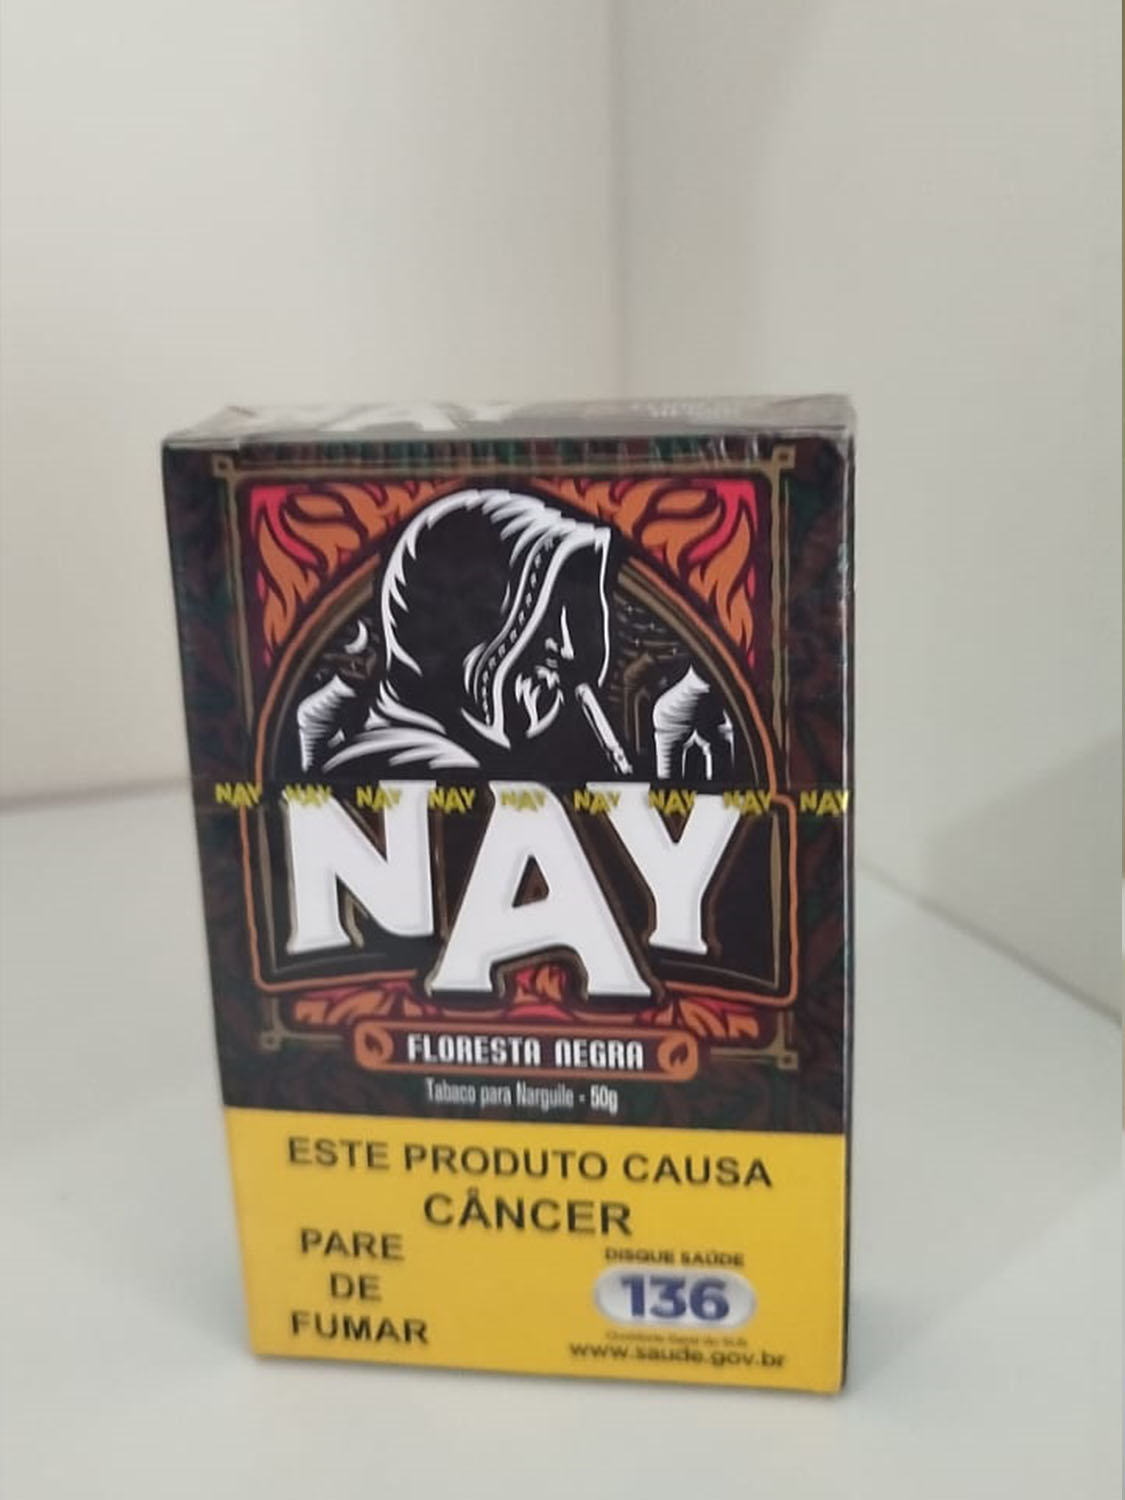 NAY
NAY NAY NAY NAY NAY NAY NAY NAY NAY
NAY
FLORESTA NEGRA
Tabaco para Narguile - 50g
ESTE PRODUTO CAUSA
CÂNCER
PARE
DE
FUMAR
DISQUE SAÚDE
136
www.saude.gov.br